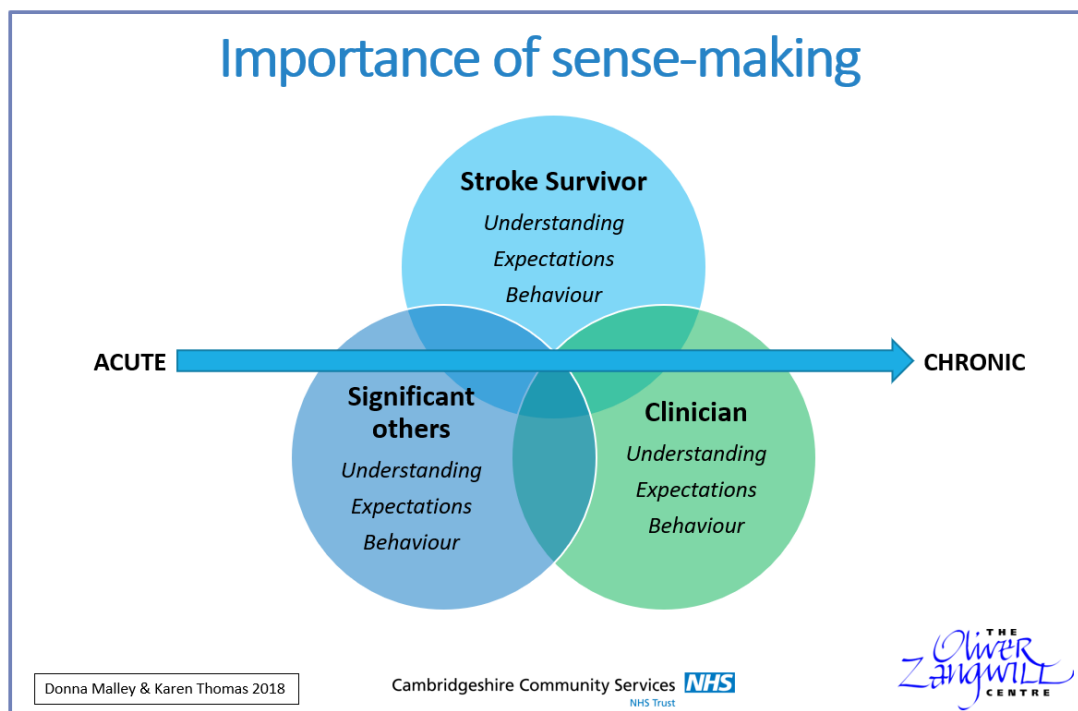 Importance of sense-making
Stroke Survivor
Understanding
Expectations
Behaviour
ACUTE
CHRONIC
Significant
others
Understanding
Expectations
Behaviour
Clinician
Understanding
Expectations
Behaviour
Donna Malley & Karen Thomas 2018
Cambridgeshire Community Services NHS
NHS Trust
THE
OLIVER
ZANGWILL
CENTRE